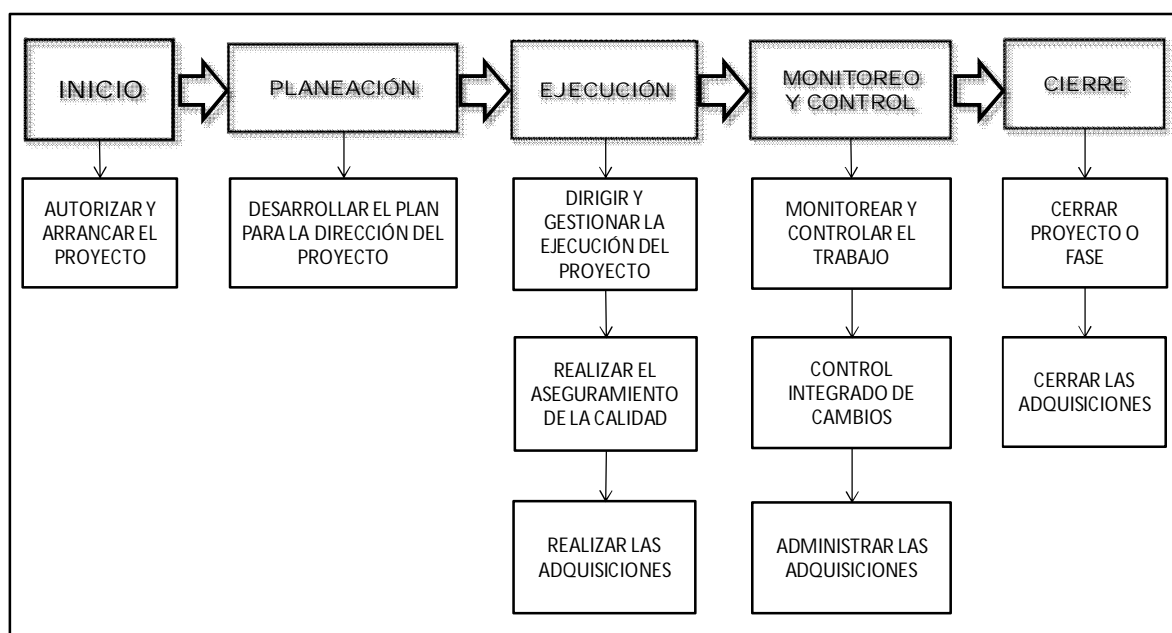 INICIO
PLANEACIÓN
EJECUCIÓN
MONITOREO
Y CONTROL
CIERRE
AUTORIZAR Y
ARRANCAR EL
PROYECTO
DESARROLLAR EL PLAN
PARA LA DIRECCIÓN DEL
PROYECTO
DIRIGIR Y
GESTIONAR LA
EJECUCIÓN DEL
PROYECTO
MONITOREAR Y
CONTROLAR EL
TRABAJO
CERRAR
PROYECTO O
FASE
REALIZAR EL
ASEGURAMIENTO
DE LA CALIDAD
CONTROL
INTEGRADO DE
CAMBIOS
CERRAR LAS
ADQUISICIONES
REALIZAR LAS
ADQUISICIONES
ADMINISTRAR LAS
ADQUISICIONES